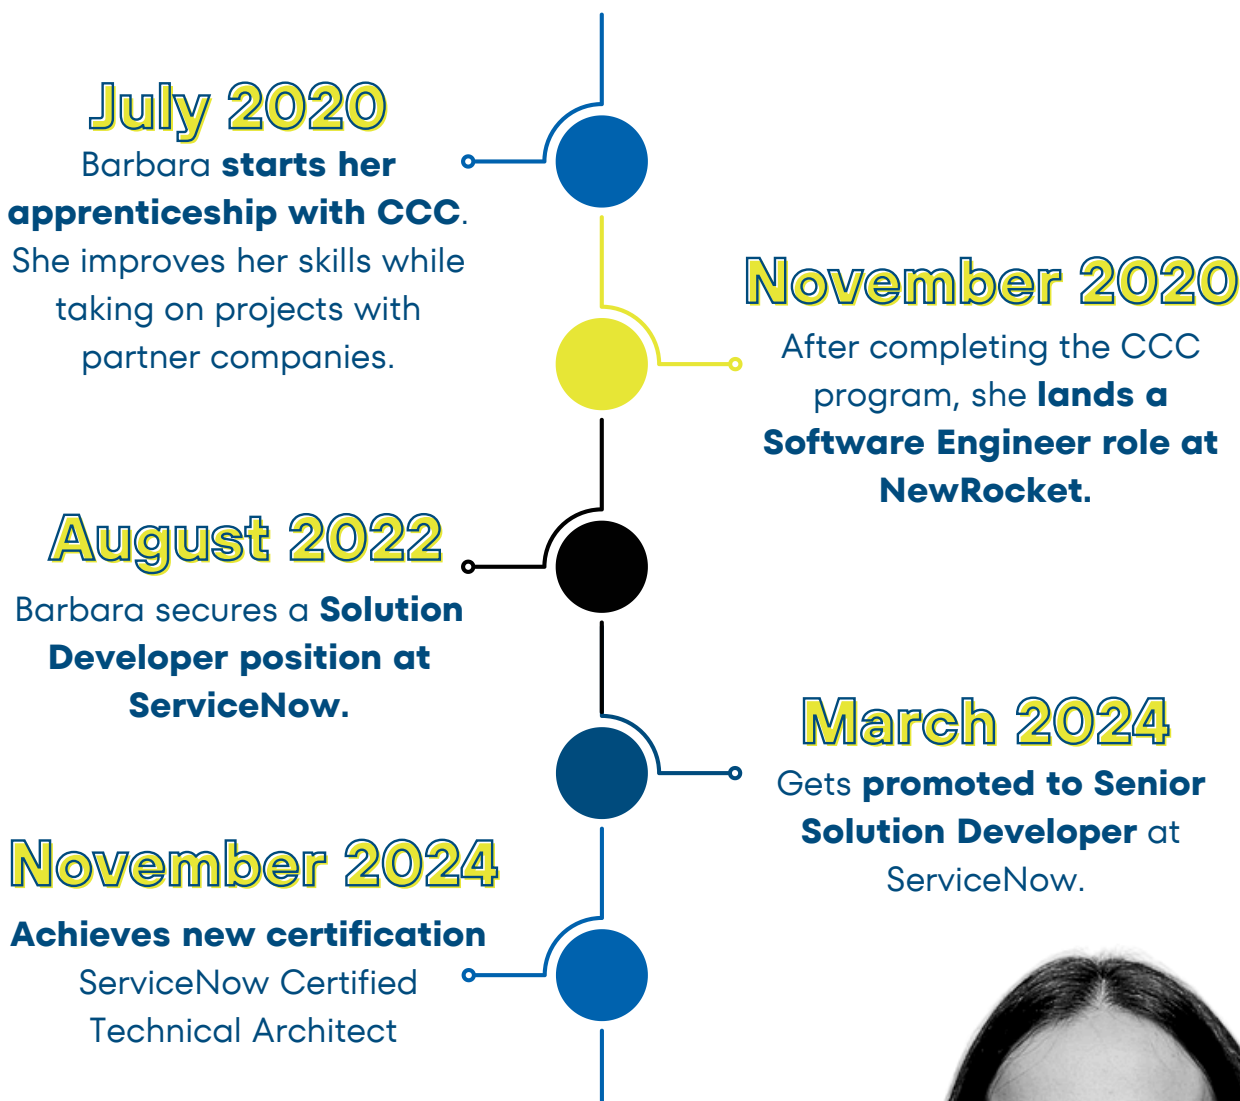 July 2020
Barbara starts her
apprenticeship with CCC.
She improves her skills while
taking on projects with
partner companies.
November 2020
After completing the CCC
program, she lands a
Software Engineer role at
NewRocket.
August 2022
Barbara secures a Solution
Developer position at
ServiceNow.
March 2024
Gets promoted to Senior
Solution Developer at
ServiceNow.
November 2024
Achieves new certification
ServiceNow Certified
Technical Architect